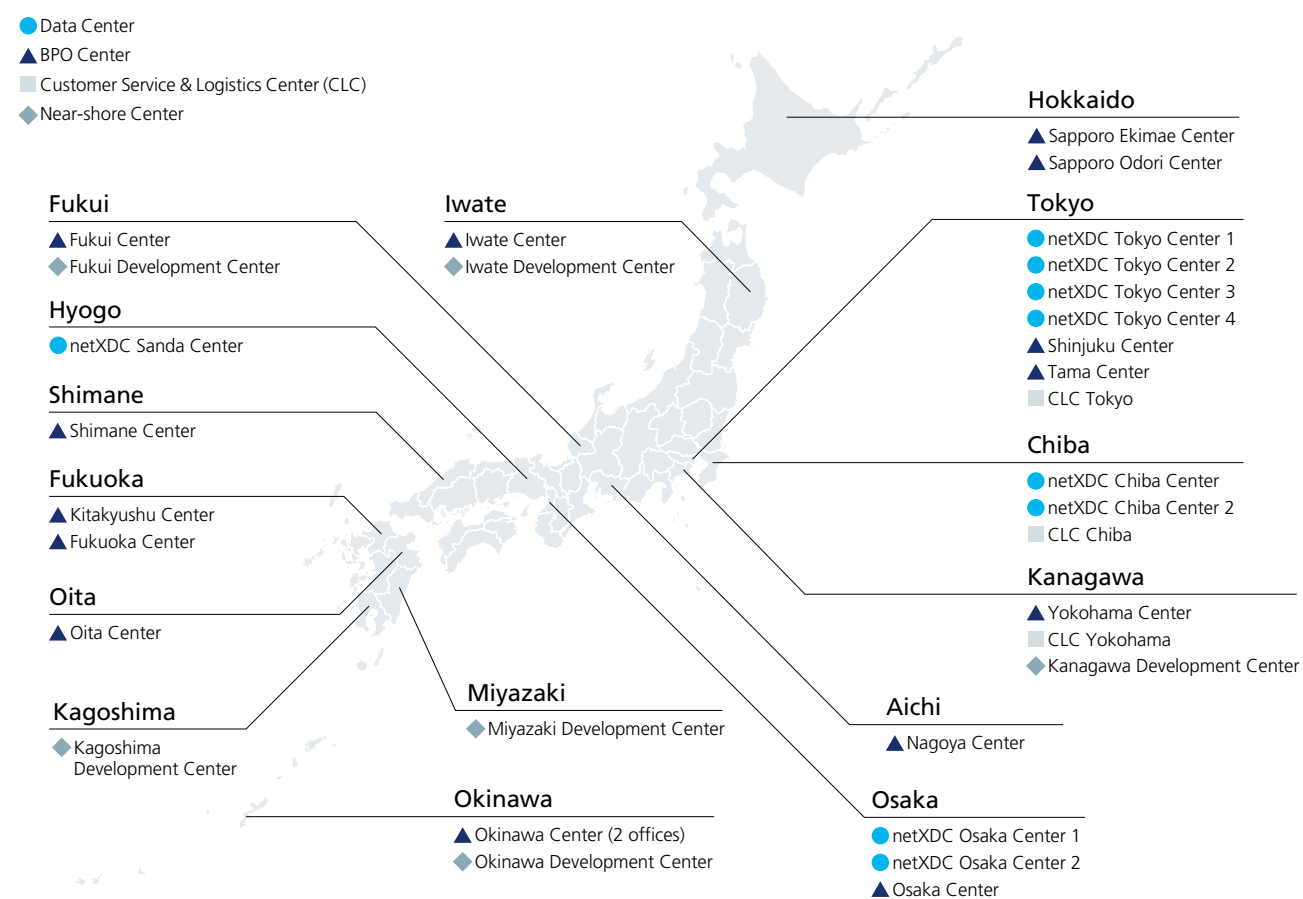 Data Center
BPO Center
Customer Service & Logistics Center (CLC)
Near-shore Center
Hokkaido
Sapporo Ekimae Center
Sapporo Odori Center
Fukui
Fukui Center
Fukui Development Center
Iwate
Iwate Center
Iwate Development Center
Tokyo
netXDC Tokyo Center 1
netXDC Tokyo Center 2
netXDC Tokyo Center 3
netXDC Tokyo Center 4
Shinjuku Center
Tama Center
CLC Tokyo
Hyogo
netXDC Sanda Center
Shimane
Shimane Center
Chiba
netXDC Chiba Center
netXDC Chiba Center 2
CLC Chiba
Fukuoka
Kitakyushu Center
Fukuoka Center
Kanagawa
Yokohama Center
CLC Yokohama
Kanagawa Development Center
Oita
Oita Center
Kagoshima
Kagoshima
Development Center
Miyazaki
Miyazaki Development Center
Aichi
Nagoya Center
Okinawa
Okinawa Center (2 offices)
Okinawa Development Center
Osaka
netXDC Osaka Center 1
netXDC Osaka Center 2
Osaka Center